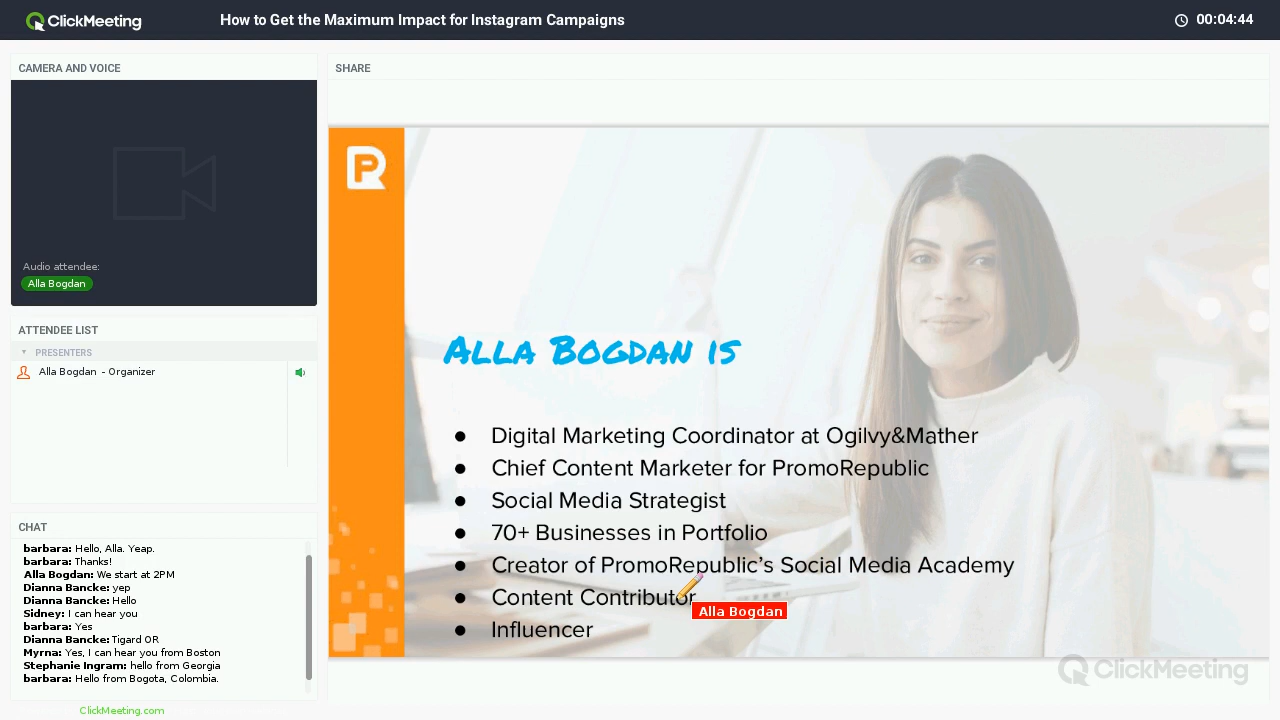 ClickMeeting
How to Get the Maximum Impact for Instagram Campaigns
00:04:44
CAMERA AND VOICE
Audio attendee:
Alla Bogdan
ATTENDEE LIST
PRESENTERS
Alla Bogdan - Organizer
CHAT
barbara: Hello, Alla. Yeap.
barbara: Thanks!
Alla Bogdan: We start at 2PM
Dianna Bancke: yep
Dianna Bancke: Hello
Sidney: I can hear you
barbara: Yes
Dianna Bancke: Tigard OR
Myrna: Yes, I can hear you from Boston
Stephanie Ingram: hello from Georgia
barbara: Hello from Bogota, Colombia.
ClickMeeting.com
SHARE
PR
ALLA BOGDAN IS
● Digital Marketing Coordinator at Ogilvy&Mather
● Chief Content Marketer for PromoRepublic
● Social Media Strategist
● 70+ Businesses in Portfolio
● Creator of PromoRepublic's Social Media Academy
● Content Contributor
Alla Bogdan
● Influencer
ClickMeeting